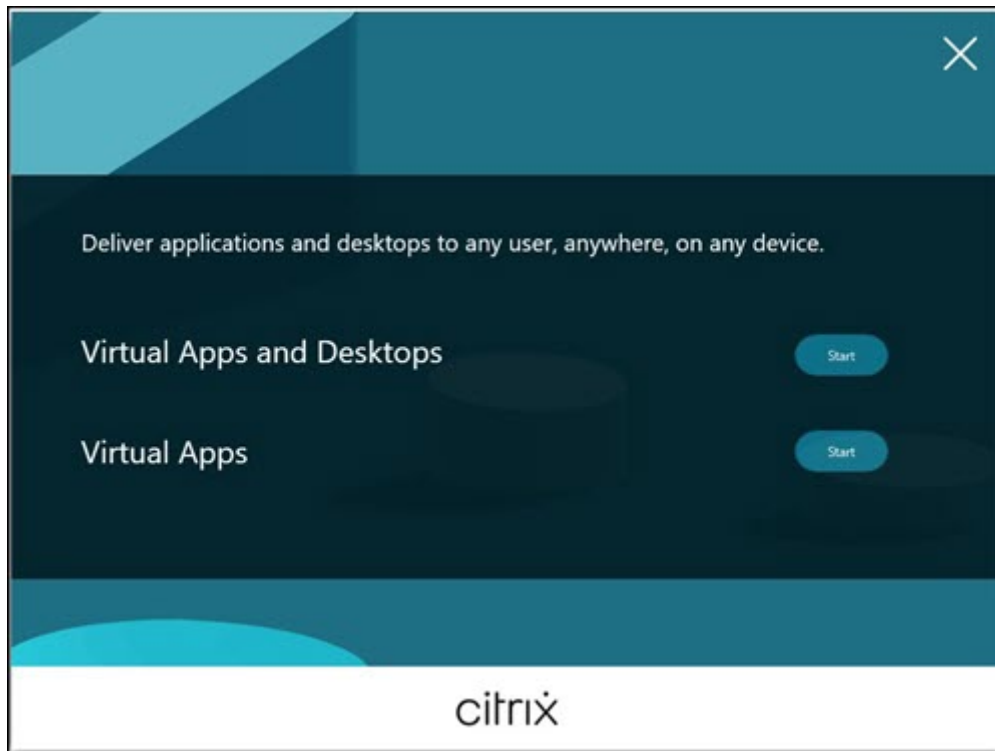 Deliver applications and desktops to any user, anywhere, on any device.
Virtual Apps and Desktops
Start
Virtual Apps
Start
citrix